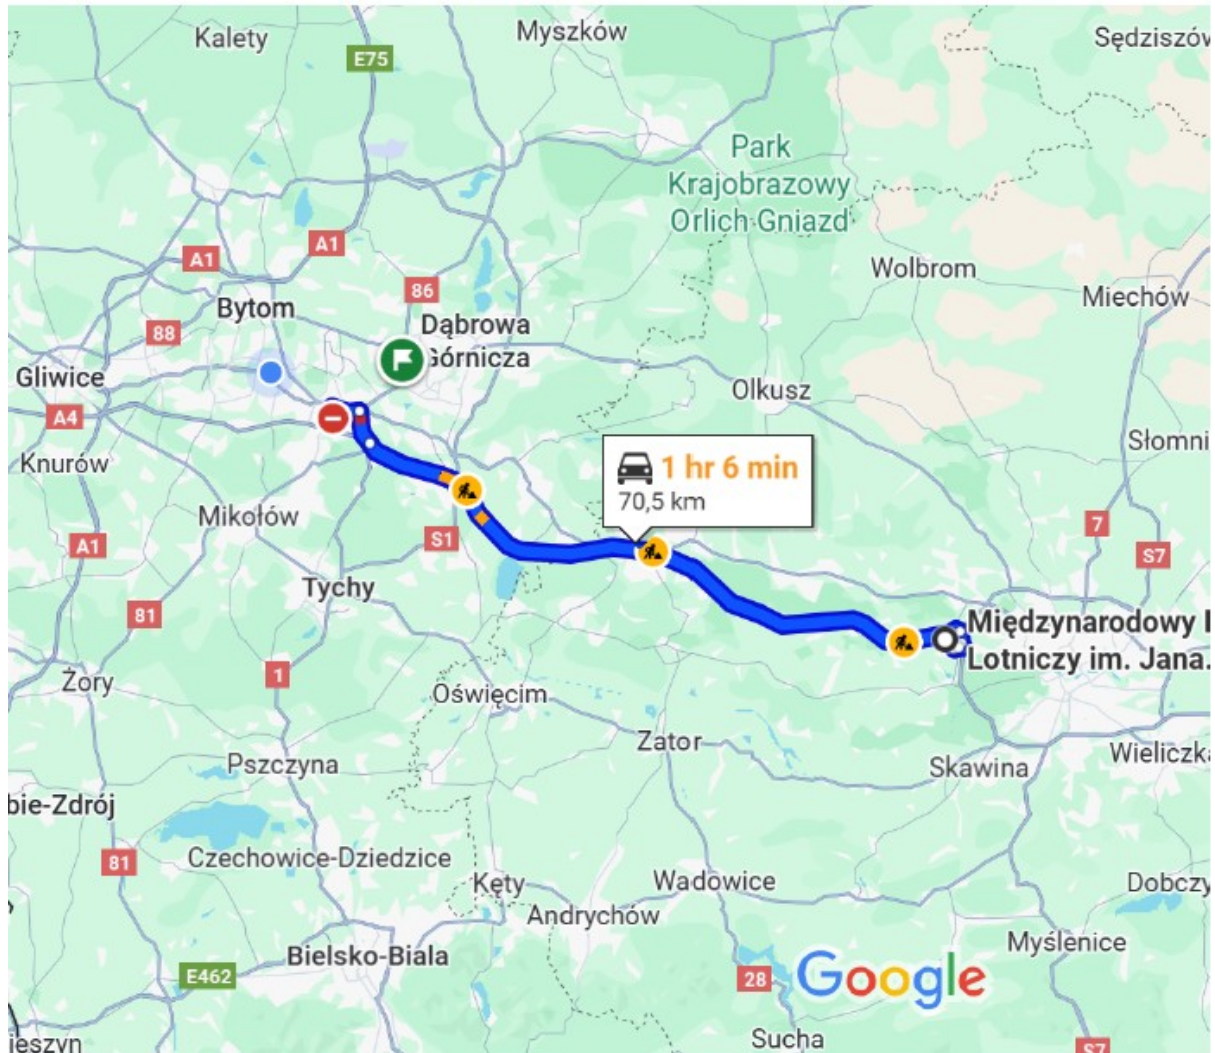 Kalety
Myszków
Sędziszów
E75
Park
Krajobrazowy
Orlich Gniazd
A1
A1
Wolbrom
86
Miechów
Bytom
88
Dąbrowa
Górnicza
Gliwice
Olkusz
A4
Słomni
Knurów
1 hr 6 min
70,5 km
Mikołów
7
S1
A1
S7
Tychy
81
Międzynarodowy
Lotniczy im. Jana.
1
Żory
Oświęcim
Zator
Pszczyna
Skawina
Wieliczka
bie-Zdrój
81
Czechowice-Dziedzice
Kęty
Wadowice
Dobczy
Andrychów
Myślenice
Bielsko-Biala
E462
28
Google
Sucha
ieszyn
S7